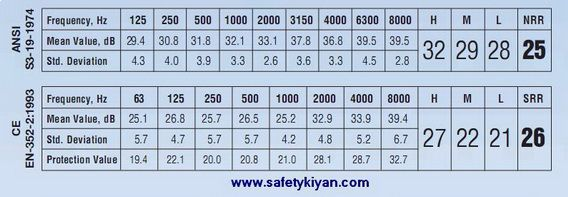 ANSI
S3-19-1974
Frequency, Hz 125 250 500 1000 2000 3150 4000 6300 8000 H M L NRR
Mean Value, dB 29.4 30.8 31.8 32.1 33.1 37.8 36.8 39.5 39.5 32 29 28 25
Std. Deviation 4.3 4.0 3.9 3.3 2.6 3.6 3.3 4.5 2.8
CE
EN-352-2:1993
Frequency, Hz 63 125 250 500 1000 2000 4000 8000 H M L SRR
Mean Value, dB 25.1 26.8 25.7 26.5 25.2 32.9 33.9 39.4 27 22 21 26
Std. Deviation 5.7 4.7 5.7 5.7 4.2 4.8 5.2 6.7
Protection Value 19.4 22.1 20.0 20.8 21.0 28.1 28.7 32.7
www.safetykiyan.com